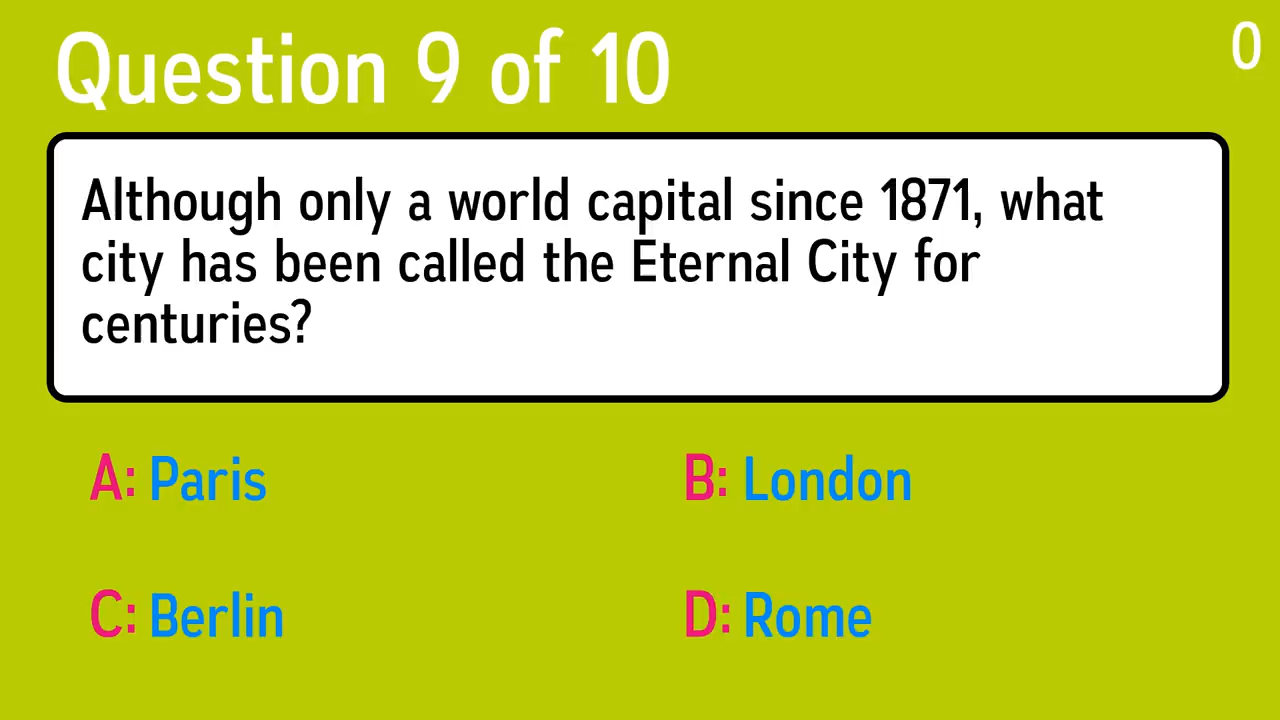 Question 9 of 10
0
Although only a world capital since 1871, what
city has been called the Eternal City for
centuries?
A: Paris
B: London
C: Berlin
D: Rome